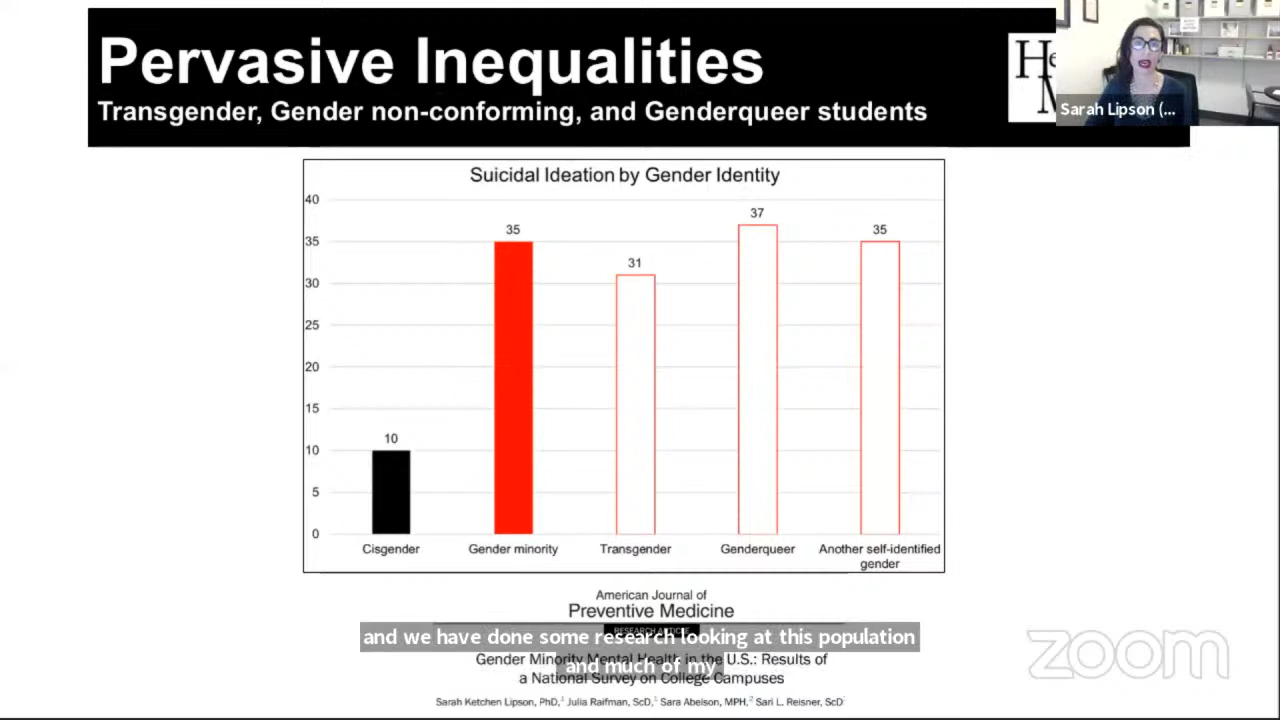 Pervasive Inequalities
Transgender, Gender non-conforming, and Genderqueer students
Sarah Lipson (...
Suicidal Ideation by Gender Identity
40
35
30
25
20
15
10
5
0
10
35
31
37
35
Cisgender
Gender minority
Transgender
Genderqueer
Another self-identified
gender
American Journal of
Preventive Medicine
RESEARCH ARTICLE
and we have done some research looking at this population
and much of my
Gender Minority Mental Health in the U.S.: Results of
a National Survey on College Campuses
Sarah Ketchen Lipson, PhD,1 Julia Raifman, ScD,1 Sara Abelson, MPH,2 Sari L. Reisner, ScD
zoom